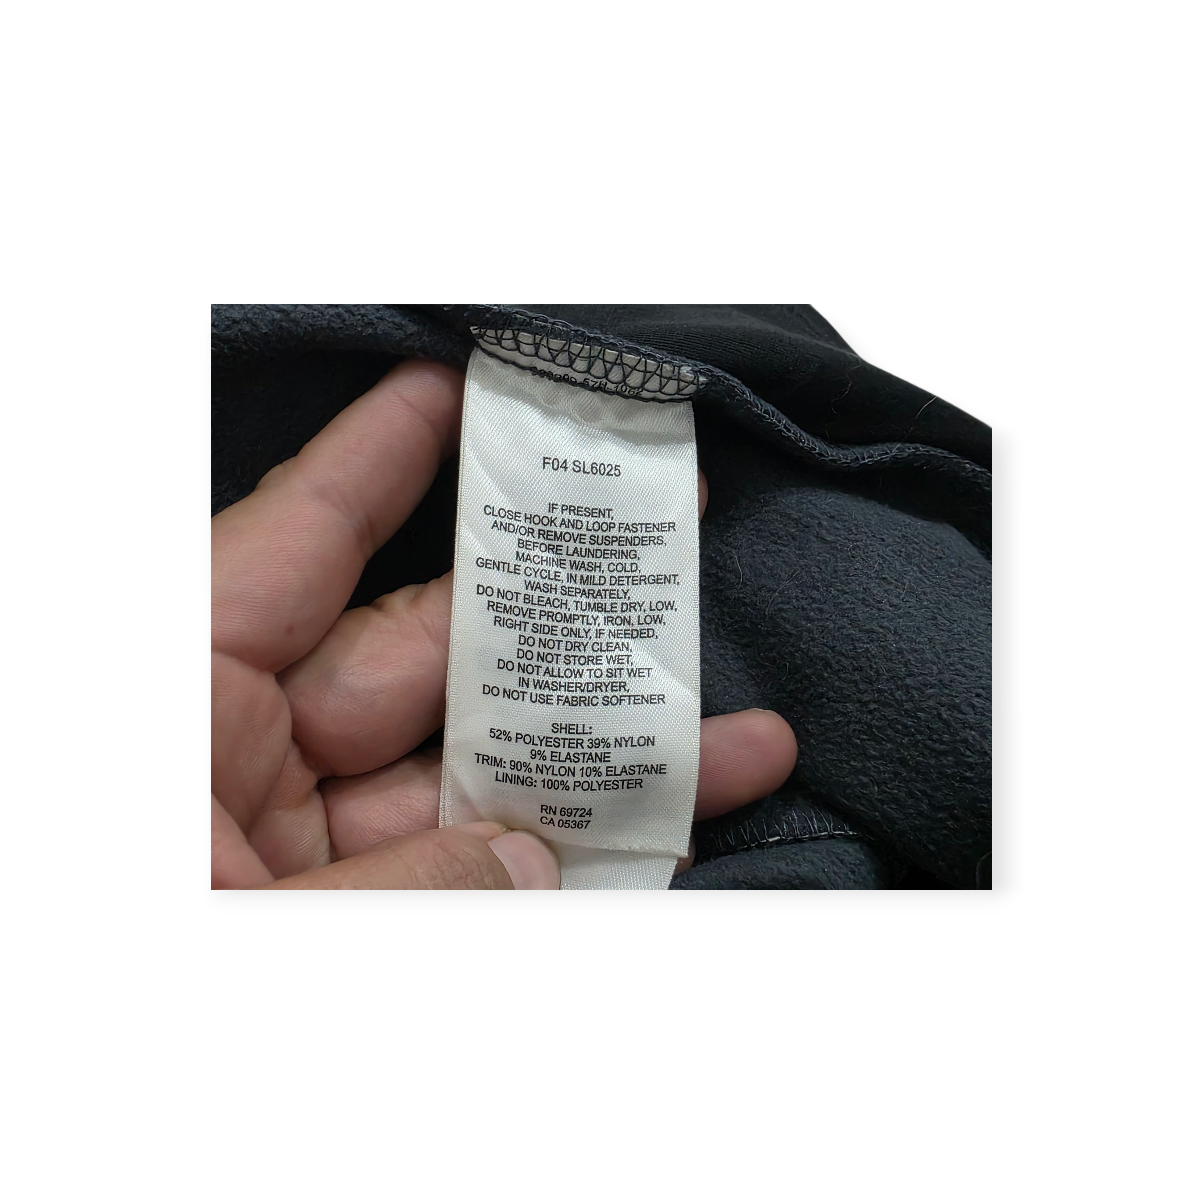 F04 SL6025
IF PRESENT,
CLOSE HOOK AND LOOP FASTENER
AND/OR REMOVE SUSPENDERS,
BEFORE LAUNDERING,
MACHINE WASH, COLD,
GENTLE CYCLE, IN MILD DETERGENT,
WASH SEPARATELY,
DO NOT BLEACH, TUMBLE DRY, LOW,
REMOVE PROMPTLY, IRON, LOW,
RIGHT SIDE ONLY, IF NEEDED,
DO NOT DRY CLEAN,
DO NOT STORE WET,
DO NOT ALLOW TO SIT WET
IN WASHER/DRYER,
DO NOT USE FABRIC SOFTENER
SHELL:
52% POLYESTER 39% NYLON
9% ELASTANE
TRIM: 90% NYLON 10% ELASTANE
LINING: 100% POLYESTER
RN 69724
CA 05367